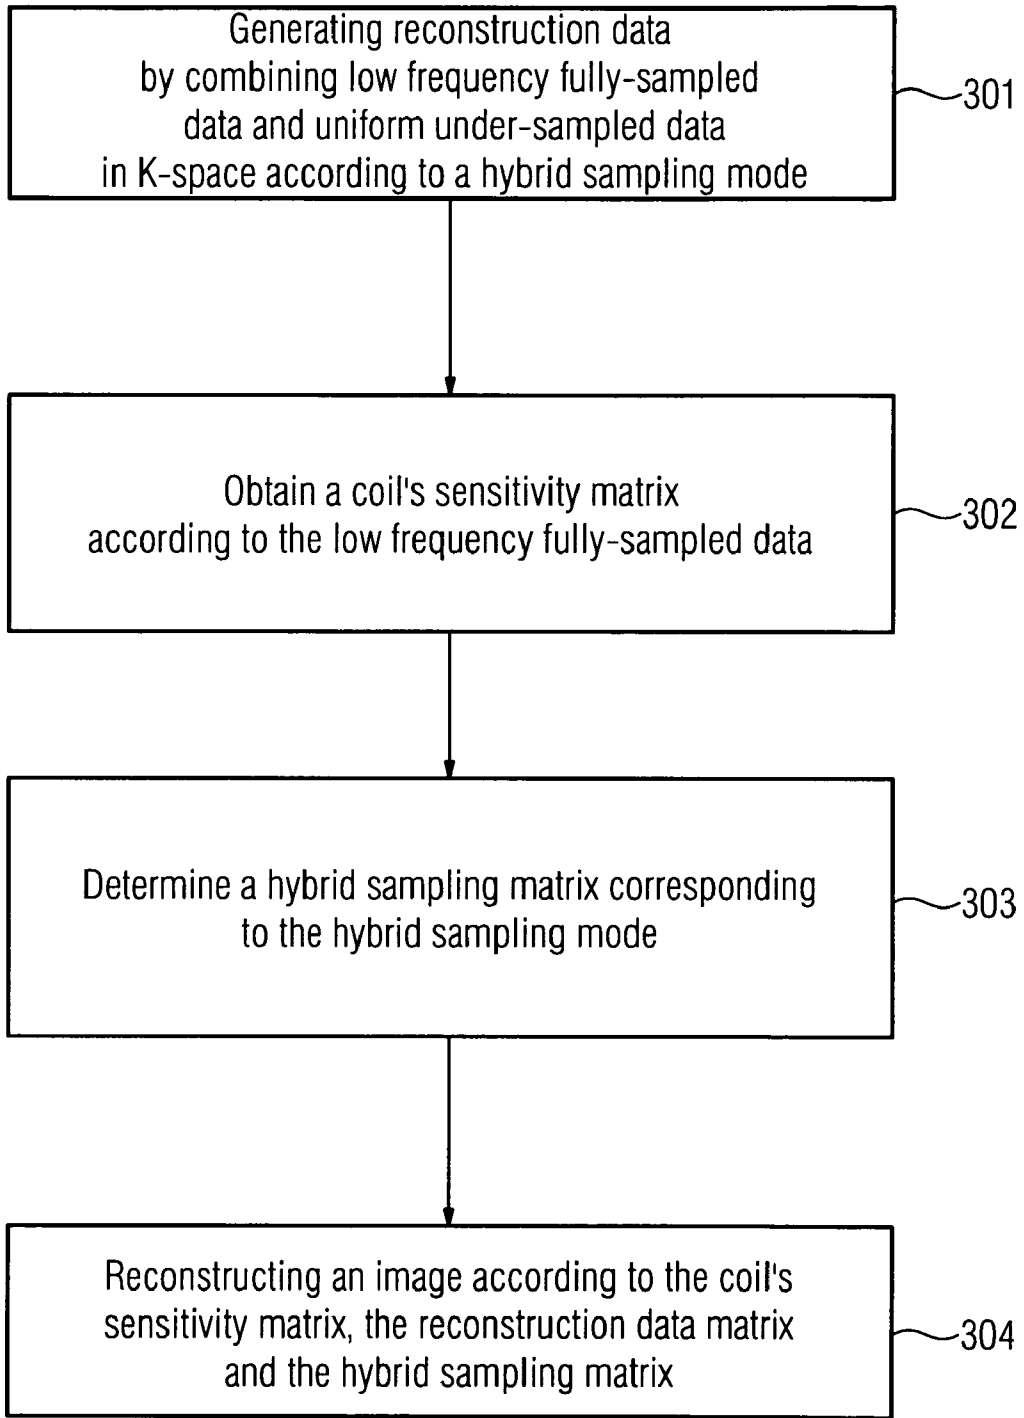 Generating reconstruction data
by combining low frequency fully-sampled
data and uniform under-sampled data
in K-space according to a hybrid sampling mode
301
Obtain a coil's sensitivity matrix
according to the low frequency fully-sampled data
302
Determine a hybrid sampling matrix corresponding
to the hybrid sampling mode
303
Reconstructing an image according to the coil's
sensitivity matrix, the reconstruction data matrix
and the hybrid sampling matrix
304